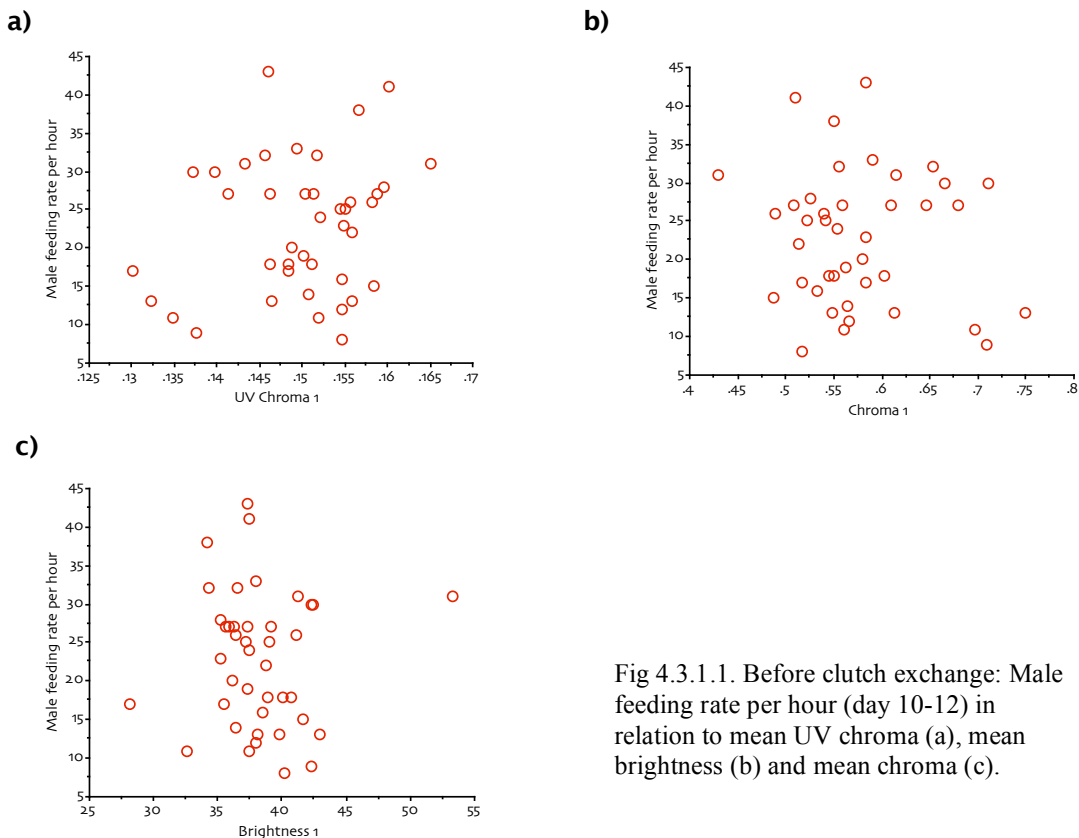 a)
45
40
35
30
25
20
15
10
5
Male feeding rate per hour
.125 .13 .135 .14 .145 .15 .155 .16 .165 .17
UV Chroma 1
b)
45
40
35
30
25
20
15
10
5
Male feeding rate per hour
.4 .45 .5 .55 .6 .65 .7 .75 .8
Chroma 1
c)
45
40
35
30
25
20
15
10
5
Male feeding rate per hour
25 30 35 40 45 50 55
Brightness 1
Fig 4.3.1.1. Before clutch exchange: Male
feeding rate per hour (day 10-12) in
relation to mean UV chroma (a), mean
brightness (b) and mean chroma (c).